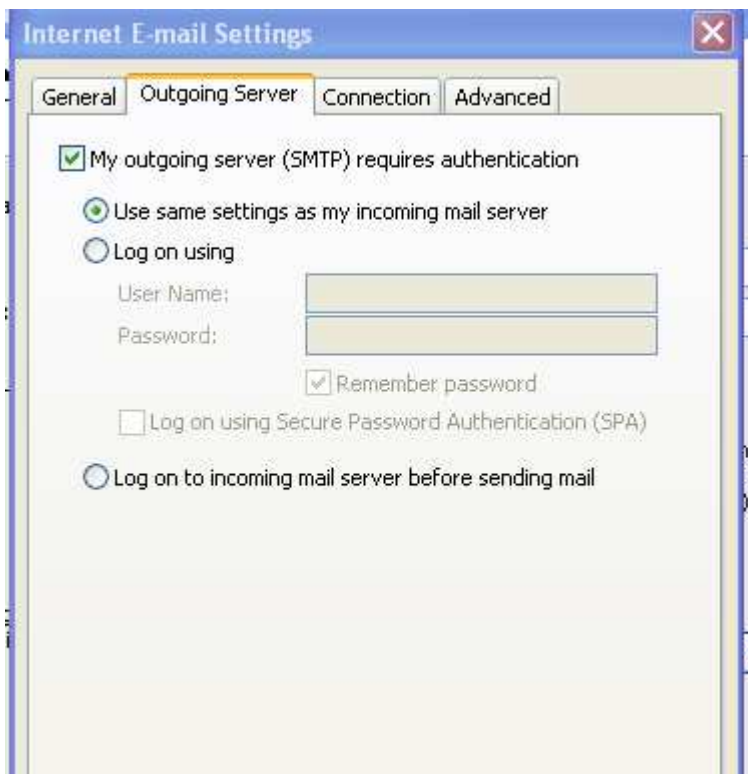 Internet E-mail Settings
General Outgoing Server Connection Advanced
My outgoing server (SMTP) requires authentication
Use same settings as my incoming mail server
Log on using
User Name:
Password:
Remember password
Log on using Secure Password Authentication (SPA)
Log on to incoming mail server before sending mail